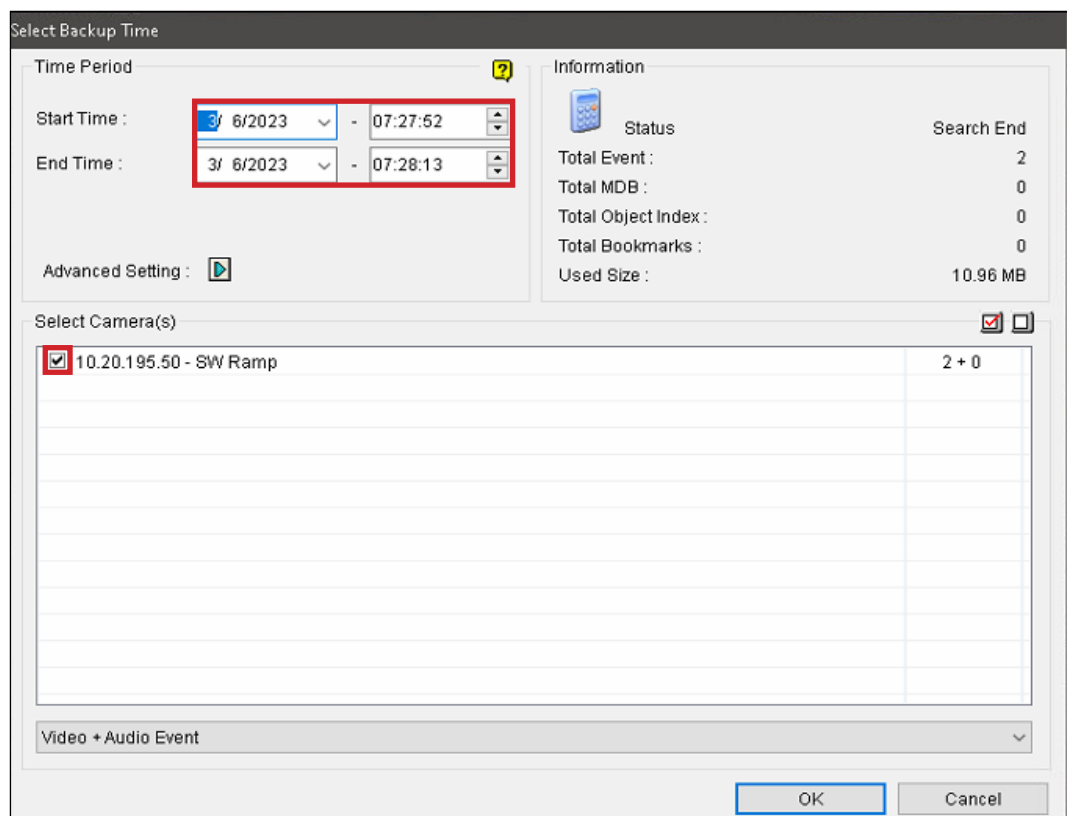 Select Backup Time
Time Period
?
Start Time :
3/ 6/2023
-
07:27:52
End Time :
3/ 6/2023
-
07:28:13
Advanced Setting :
Information
Status Search End
Total Event : 2
Total MDB : 0
Total Object Index : 0
Total Bookmarks : 0
Used Size : 10.96 MB
Select Camera(s)
10.20.195.50 - SW Ramp 2 + 0
Video + Audio Event
OK Cancel